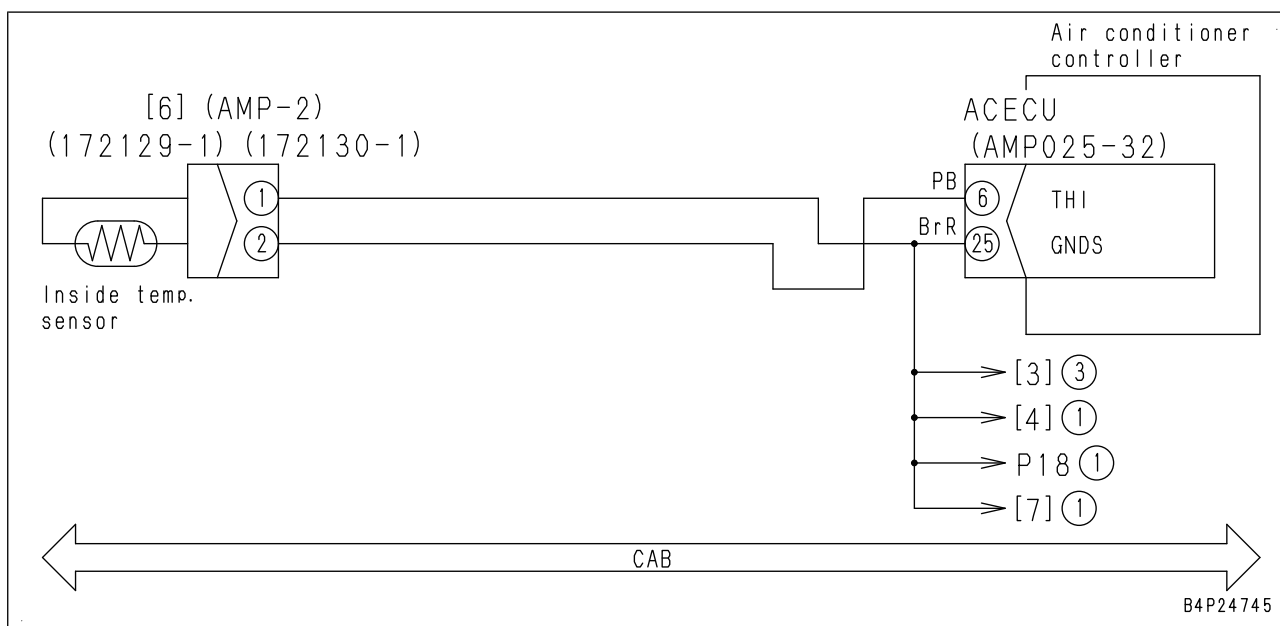 Air conditioner
controller
[6] (AMP-2)
(172129-1) (172130-1)
ACECU
(AMP025-32)
1
PB
6
THI
2
BrR
25
GNDS
Inside temp.
sensor
[3] 3
[4] 1
P18 1
[7] 1
CAB
B4P24745